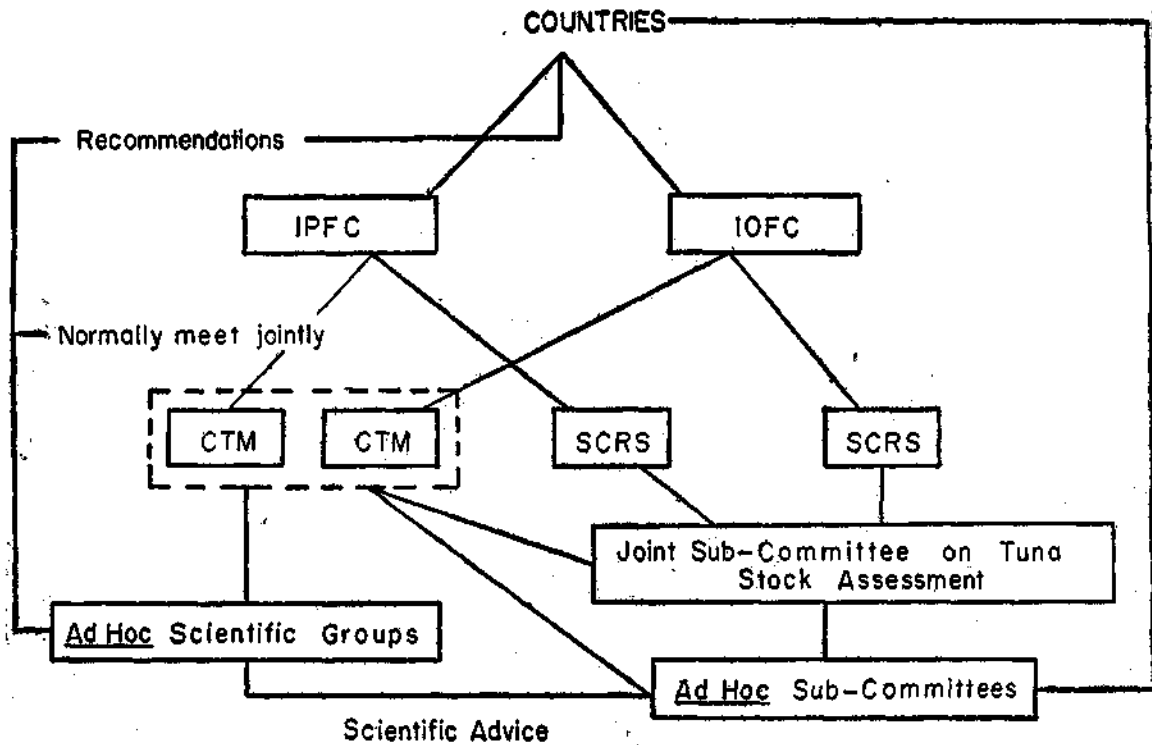 COUNTRIES
Recommendations
IPFC
IOFC
Normally meet jointly
CTM
CTM
SCRS
SCRS
Joint Sub-Committee on Tuna
Stock Assessment
Ad Hoc Scientific Groups
Ad Hoc Sub-Committees
Scientific Advice